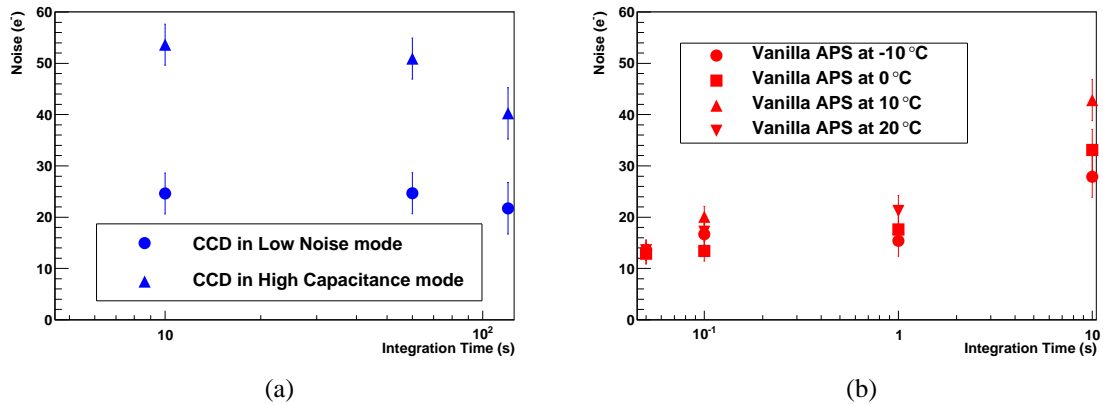 Noise (e-)
60
50
40
30
20
10
0
CCD in Low Noise mode
CCD in High Capacitance mode
10
10²
Integration Time (s)
(a)
Noise (e-)
60
50
40
30
20
10
0
Vanilla APS at -10 °C
Vanilla APS at 0 °C
Vanilla APS at 10 °C
Vanilla APS at 20 °C
10⁻¹
1
10
Integration Time (s)
(b)